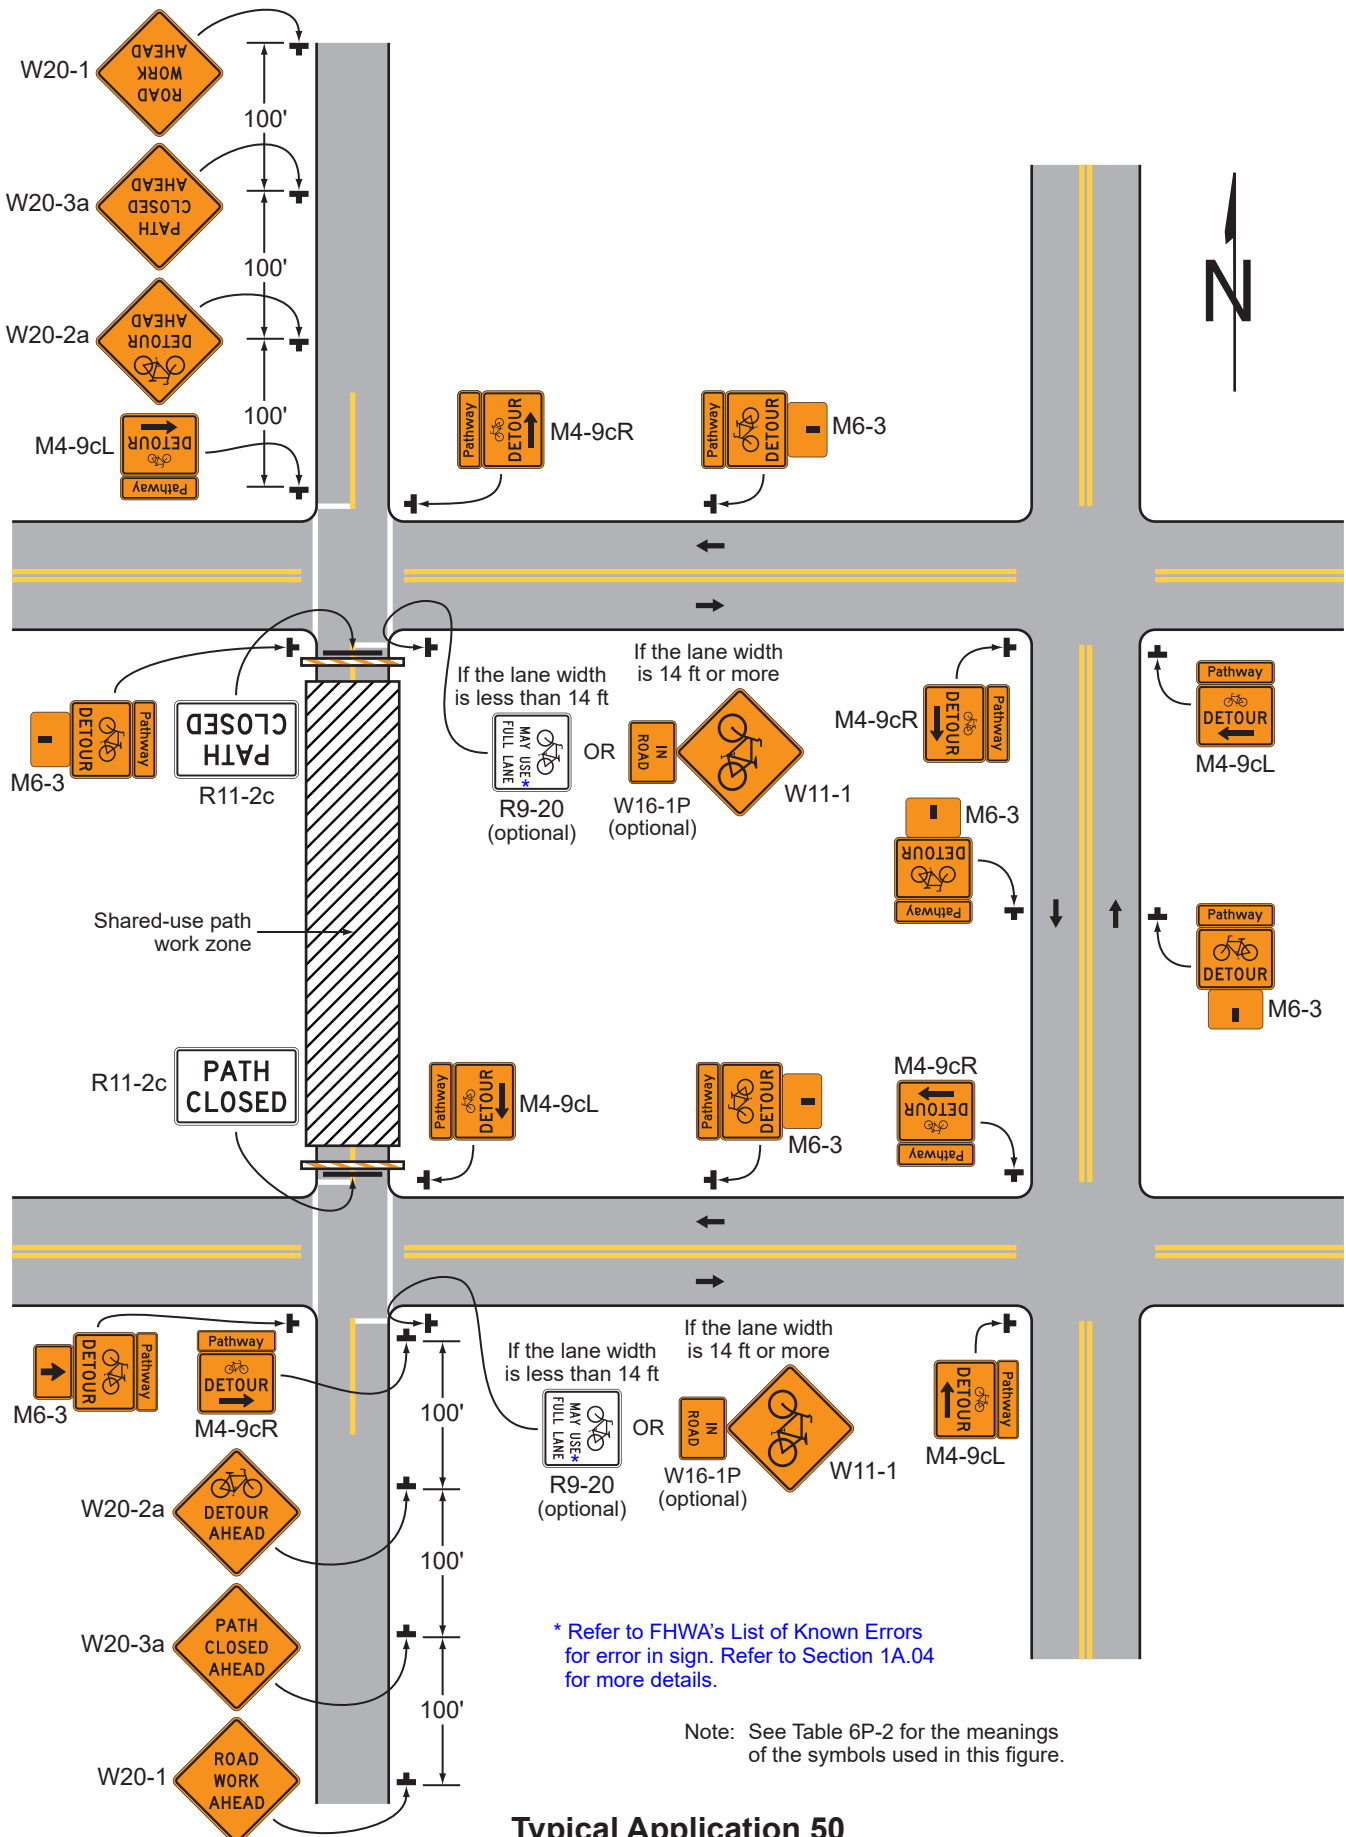 W20-1
ROAD
WORK
AHEAD
100'
W20-3a
PATH
CLOSED
AHEAD
100'
W20-2a
DETOUR
AHEAD
100'
M4-9cL
DETOUR
Pathway
Pathway
DETOUR
M4-9cR
Pathway
DETOUR
M6-3
N
M6-3
DETOUR
Pathway
PATH
CLOSED
R11-2c
If the lane width
is less than 14 ft
MAY USE*
FULL LANE
R9-20
(optional)
OR
If the lane width
is 14 ft or more
IN
ROAD
W16-1P
(optional)
W11-1
M4-9cR
DETOUR
Pathway
Pathway
DETOUR
M4-9cL
M6-3
DETOUR
Pathway
Pathway
DETOUR
M6-3
Shared-use path
work zone
R11-2c
PATH
CLOSED
Pathway
DETOUR
M4-9cL
Pathway
DETOUR
M6-3
M4-9cR
DETOUR
Pathway
M6-3
DETOUR
Pathway
Pathway
DETOUR
M4-9cR
100'
If the lane width
is less than 14 ft
MAY USE*
FULL LANE
R9-20
(optional)
OR
If the lane width
is 14 ft or more
IN
ROAD
W16-1P
(optional)
W11-1
DETOUR
Pathway
M4-9cL
W20-2a
DETOUR
AHEAD
100'
W20-3a
PATH
CLOSED
AHEAD
100'
W20-1
ROAD
WORK
AHEAD
* Refer to FHWA's List of Known Errors
for error in sign. Refer to Section 1A.04
for more details.
Note: See Table 6P-2 for the meanings
of the symbols used in this figure.
Typical Application 50